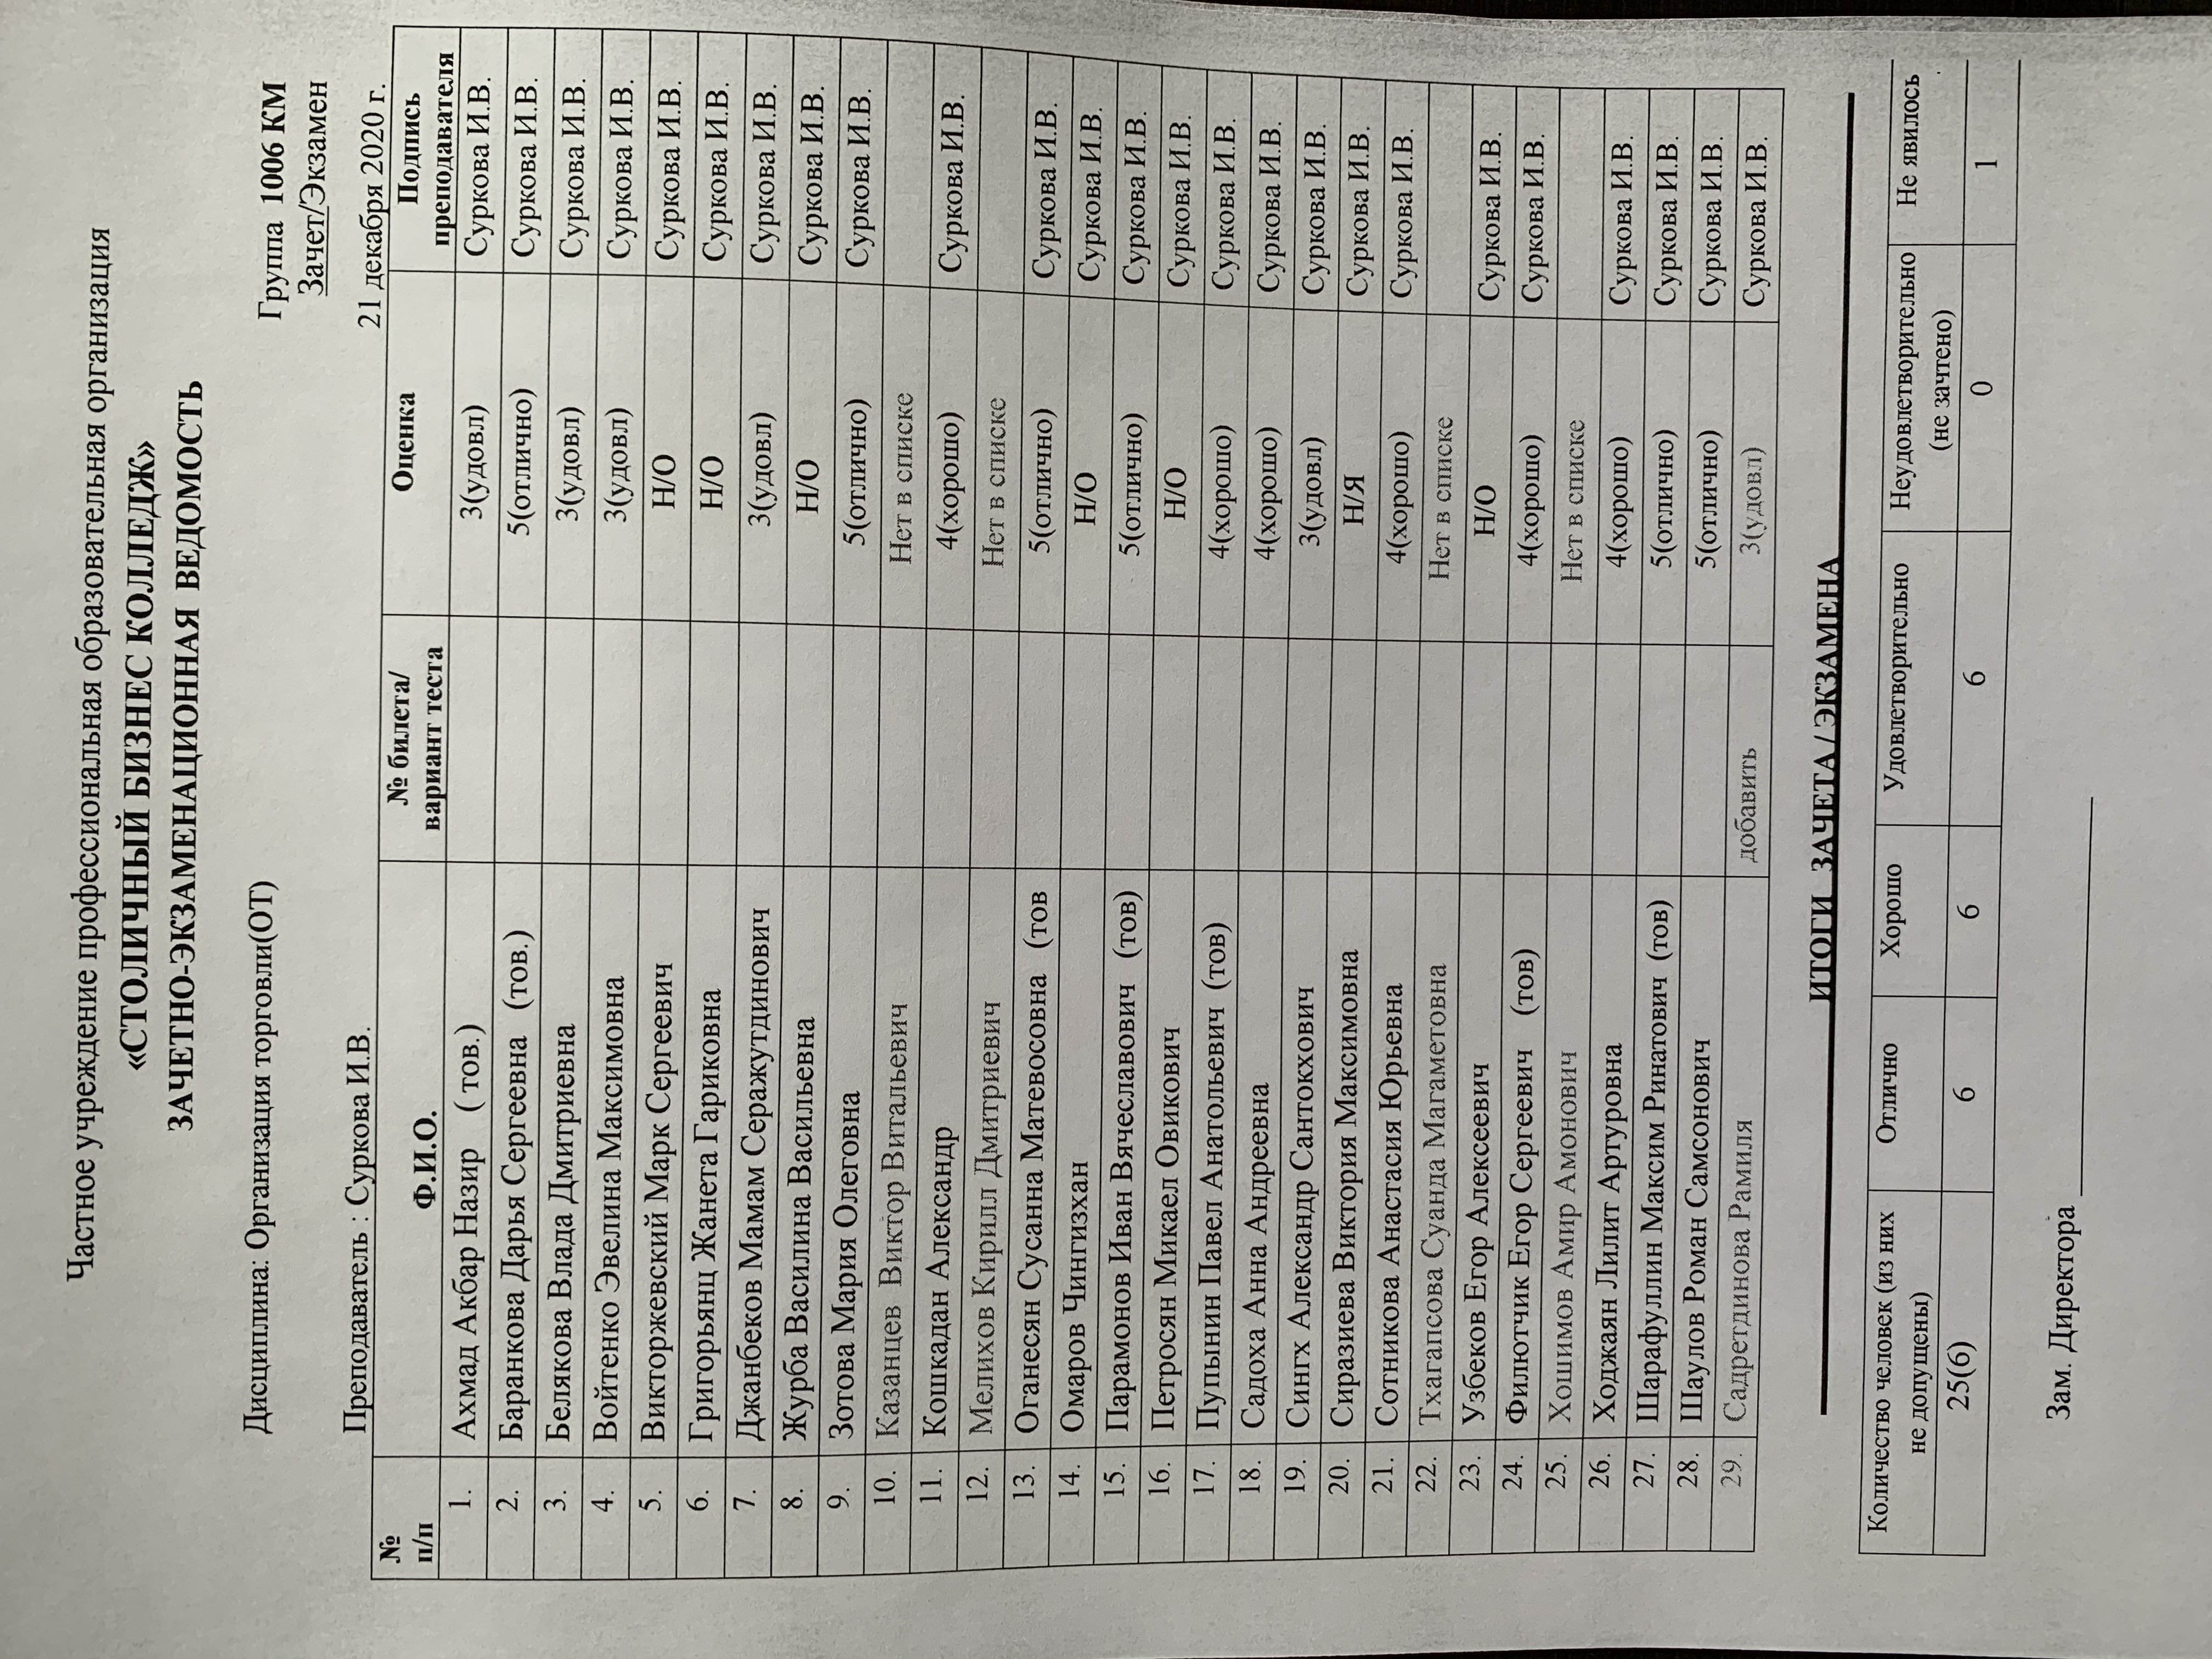 Частное учреждение профессиональная образовательная организация
«СТОЛИЧНЫЙ БИЗНЕС КОЛЛЕДЖ»
ЗАЧЕТНО-ЭКЗАМЕНАЦИОННАЯ ВЕДОМОСТЬ
Дисциплина: Организация торговли(ОТ)
Группа 1006 КМ
Зачет/Экзамен
Преподаватель : Суркова И.В.
21 декабря 2020 г.
№ п/п Ф.И.О. № билета/ вариант теста Оценка Подпись преподавателя
1. Ахмад Акбар Назир ( тов.) 3(удовл) Суркова И.В.
2. Баранкова Дарья Сергеевна (тов.) 5(отлично) Суркова И.В.
3. Белякова Влада Дмитриевна 3(удовл) Суркова И.В.
4. Войтенко Эвелина Максимовна 3(удовл) Суркова И.В.
5. Викторжевский Марк Сергеевич Н/О Суркова И.В.
6. Григорьянц Жанета Гариковна Н/О Суркова И.В.
7. Джанбеков Мамам Серажутдинович 3(удовл) Суркова И.В.
8. Журба Василина Васильевна Н/О Суркова И.В.
9. Зотова Мария Олеговна 5(отлично) Суркова И.В.
10. Казанцев Виктор Витальевич Нет в списке
11. Кошкадан Александр 4(хорошо) Суркова И.В.
12. Мелихов Кирилл Дмитриевич Нет в списке
13. Оганесян Сусанна Матевосовна (тов 5(отлично) Суркова И.В.
14. Омаров Чингизхан Н/О Суркова И.В.
15. Парамонов Иван Вячеславович (тов) 5(отлично) Суркова И.В.
16. Петросян Микаел Овикович Н/О Суркова И.В.
17. Пупынин Павел Анатольевич (тов) 4(хорошо) Суркова И.В.
18. Садоха Анна Андреевна 4(хорошо) Суркова И.В.
19. Сингх Александр Сантокхович 3(удовл) Суркова И.В.
20. Сиразиева Виктория Максимовна Н/Я Суркова И.В.
21. Сотникова Анастасия Юрьевна 4(хорошо) Суркова И.В.
22. Тхагапсова Суанда Магаметовна Нет в списке
23. Узбеков Егор Алексеевич Н/О Суркова И.В.
24. Филютчик Егор Сергеевич (тов) 4(хорошо) Суркова И.В.
25. Хошимов Амир Амонович Нет в списке
26. Ходжаян Лилит Артуровна 4(хорошо) Суркова И.В.
27. Шарафуллин Максим Ринатович (тов) 5(отлично) Суркова И.В.
28. Шаулов Роман Самсонович 5(отлично) Суркова И.В.
29. Садретдинова Рамиля добавить 3(удовл) Суркова И.В.
ИТОГИ ЗАЧЕТА / ЭКЗАМЕНА
Количество человек (из них не допущены) Отлично Хорошо Удовлетворительно Неудовлетворительно (не зачтено) Не явилось
25(6) 6 6 6 0 1
Зам. Директора